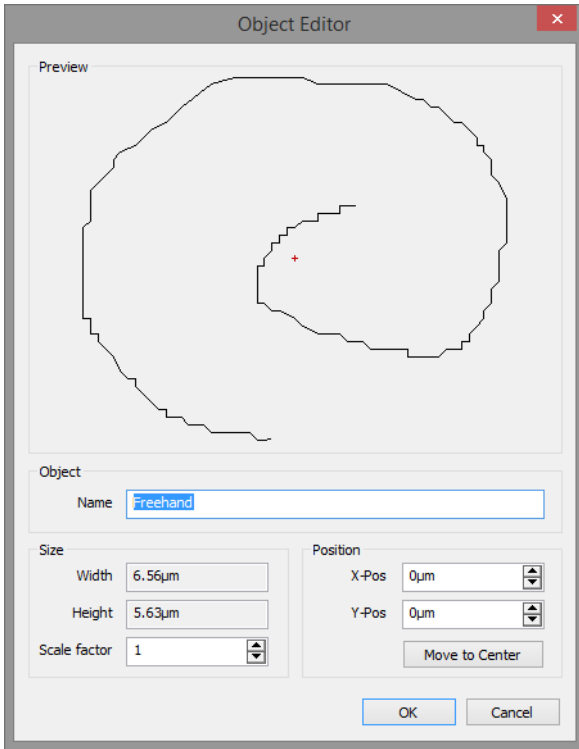 Object Editor
Preview
Object
Name Freehand
Size
Width 6.56µm
Height 5.63µm
Scale factor 1
Position
X-Pos 0µm
Y-Pos 0µm
Move to Center
OK Cancel